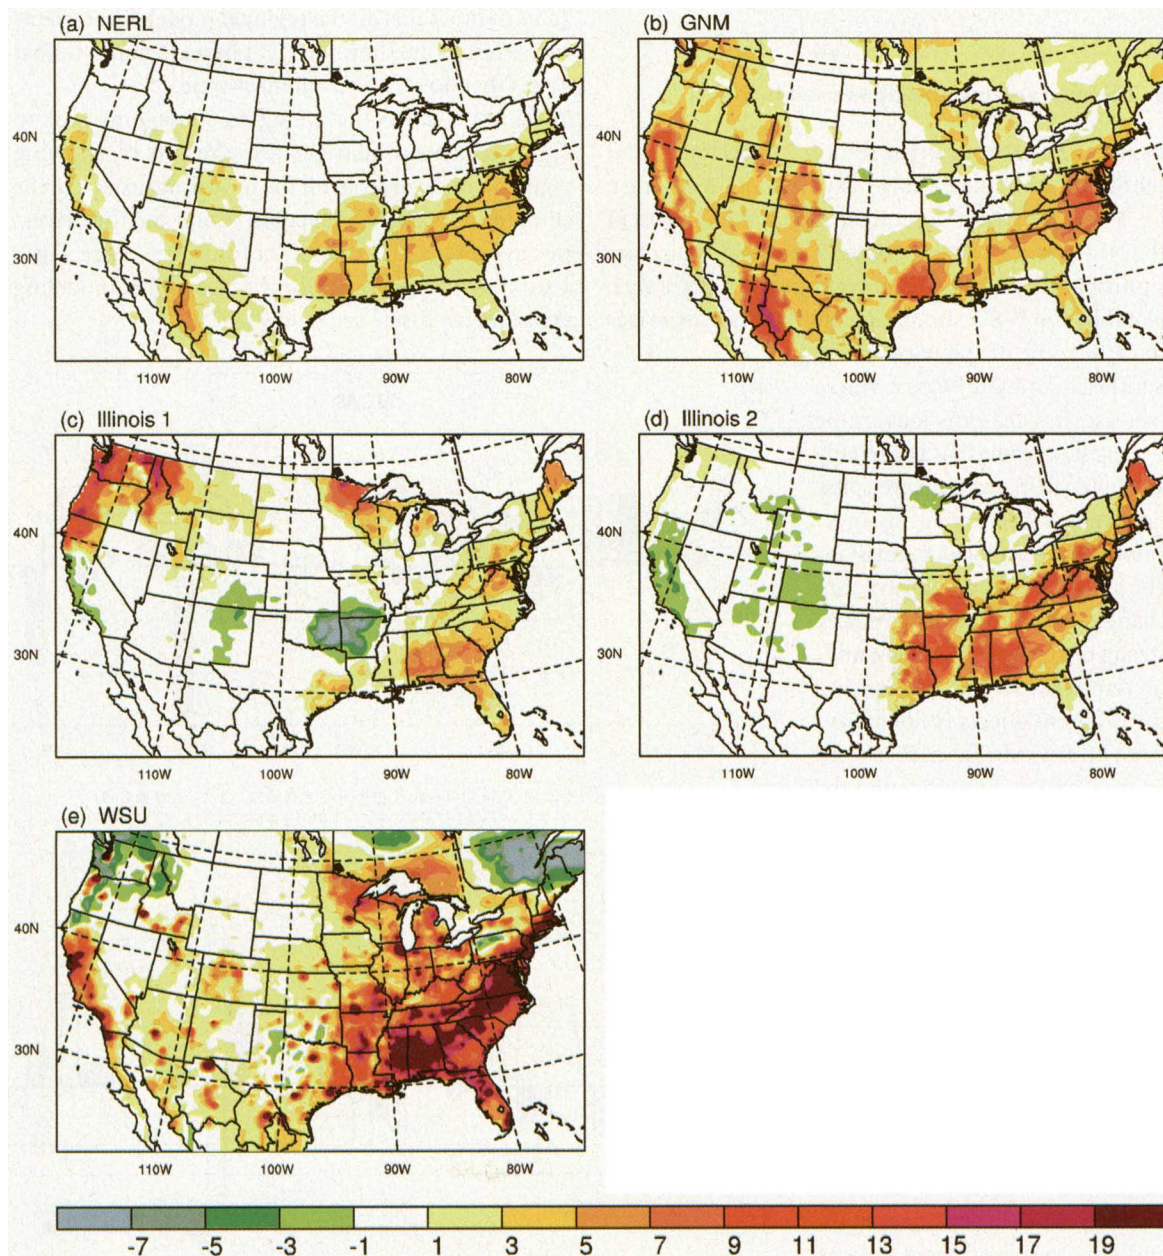 (a) NERL
(b) GNM
40N
40N
30N
30N
110W 100W 90W 80W
110W 100W 90W 80W
(c) Illinois 1
(d) Illinois 2
40N
40N
30N
30N
110W 100W 90W 80W
110W 100W 90W 80W
(e) WSU
40N
30N
110W 100W 90W 80W
-7 -5 -3 -1 1 3 5 7 9 11 13 15 17 19